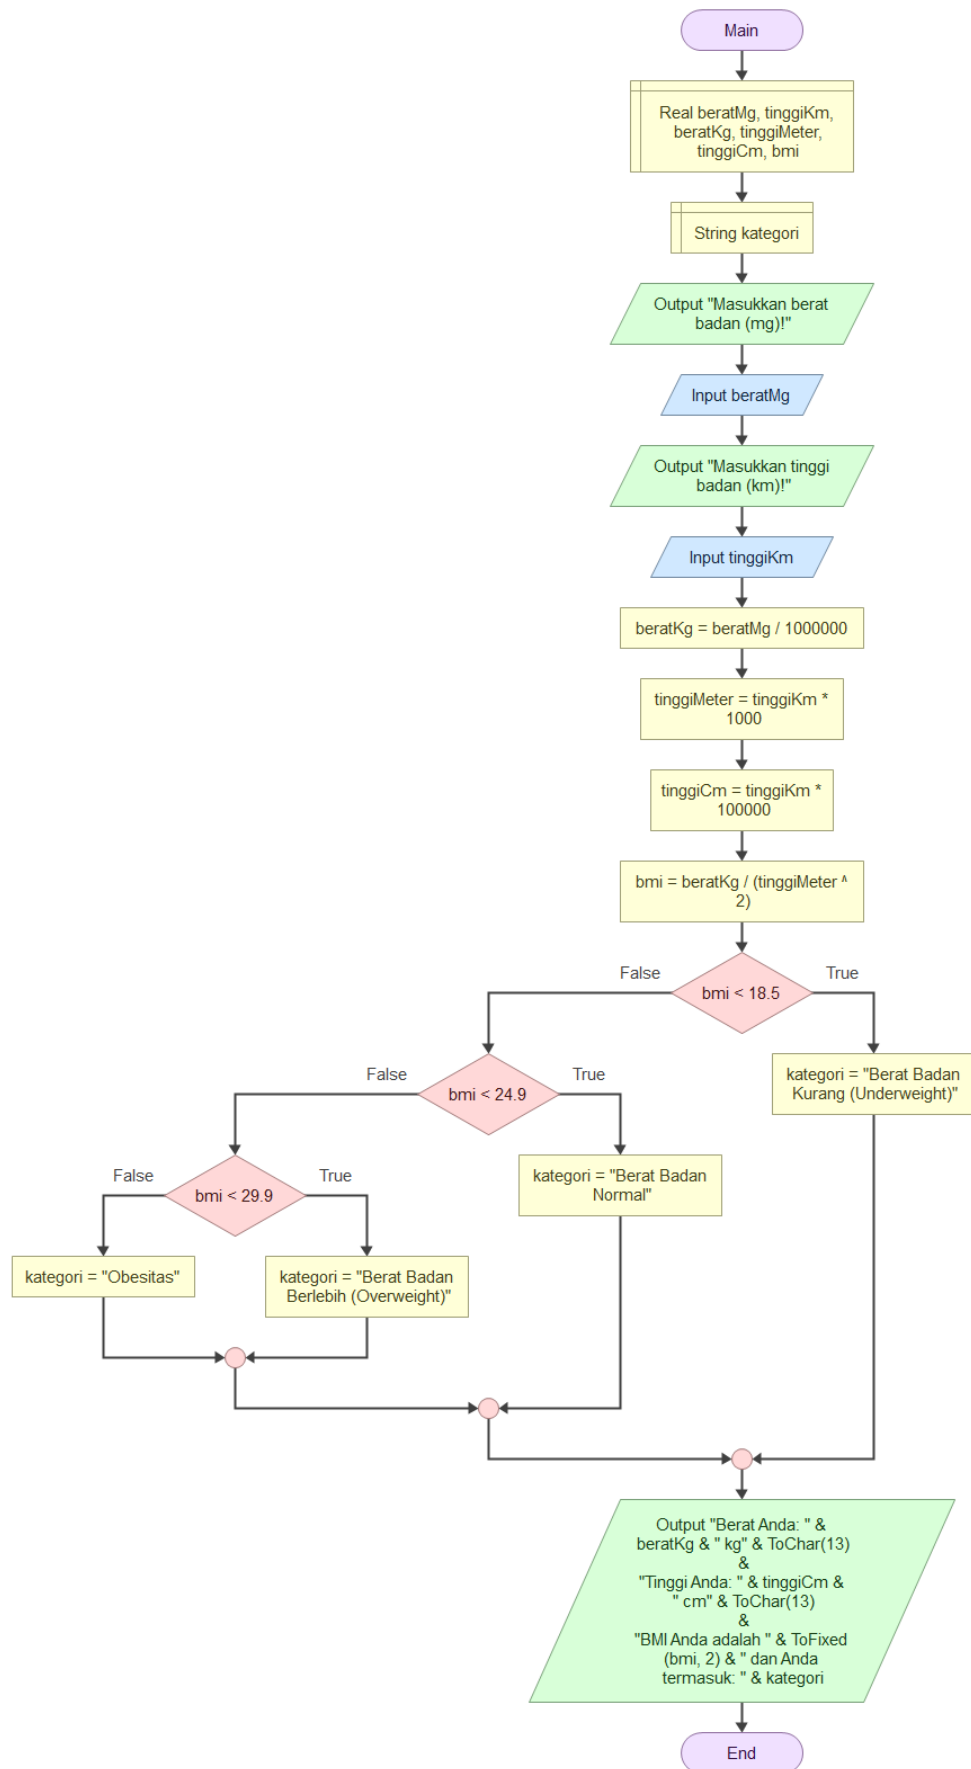 Main
Real beratMg, tinggiKm,
beratKg, tinggiMeter,
tinggiCm, bmi
String kategori
Output "Masukkan berat
badan (mg)!"
Input beratMg
Output "Masukkan tinggi
badan (km)!"
Input tinggiKm
beratKg = beratMg / 1000000
tinggiMeter = tinggiKm *
1000
tinggiCm = tinggiKm *
100000
bmi = beratKg / (tinggiMeter ^
2)
False
True
bmi < 18.5
kategori = "Berat Badan
Kurang (Underweight)"
False
True
bmi < 24.9
kategori = "Berat Badan
Normal"
False
True
bmi < 29.9
kategori = "Obesitas"
kategori = "Berat Badan
Berlebih (Overweight)"
Output "Berat Anda: " &
beratKg & " kg" & ToChar(13)
&
"Tinggi Anda: " & tinggiCm &
" cm" & ToChar(13)
&
"BMI Anda adalah " & ToFixed
(bmi, 2) & " dan Anda
termasuk: " & kategori
End